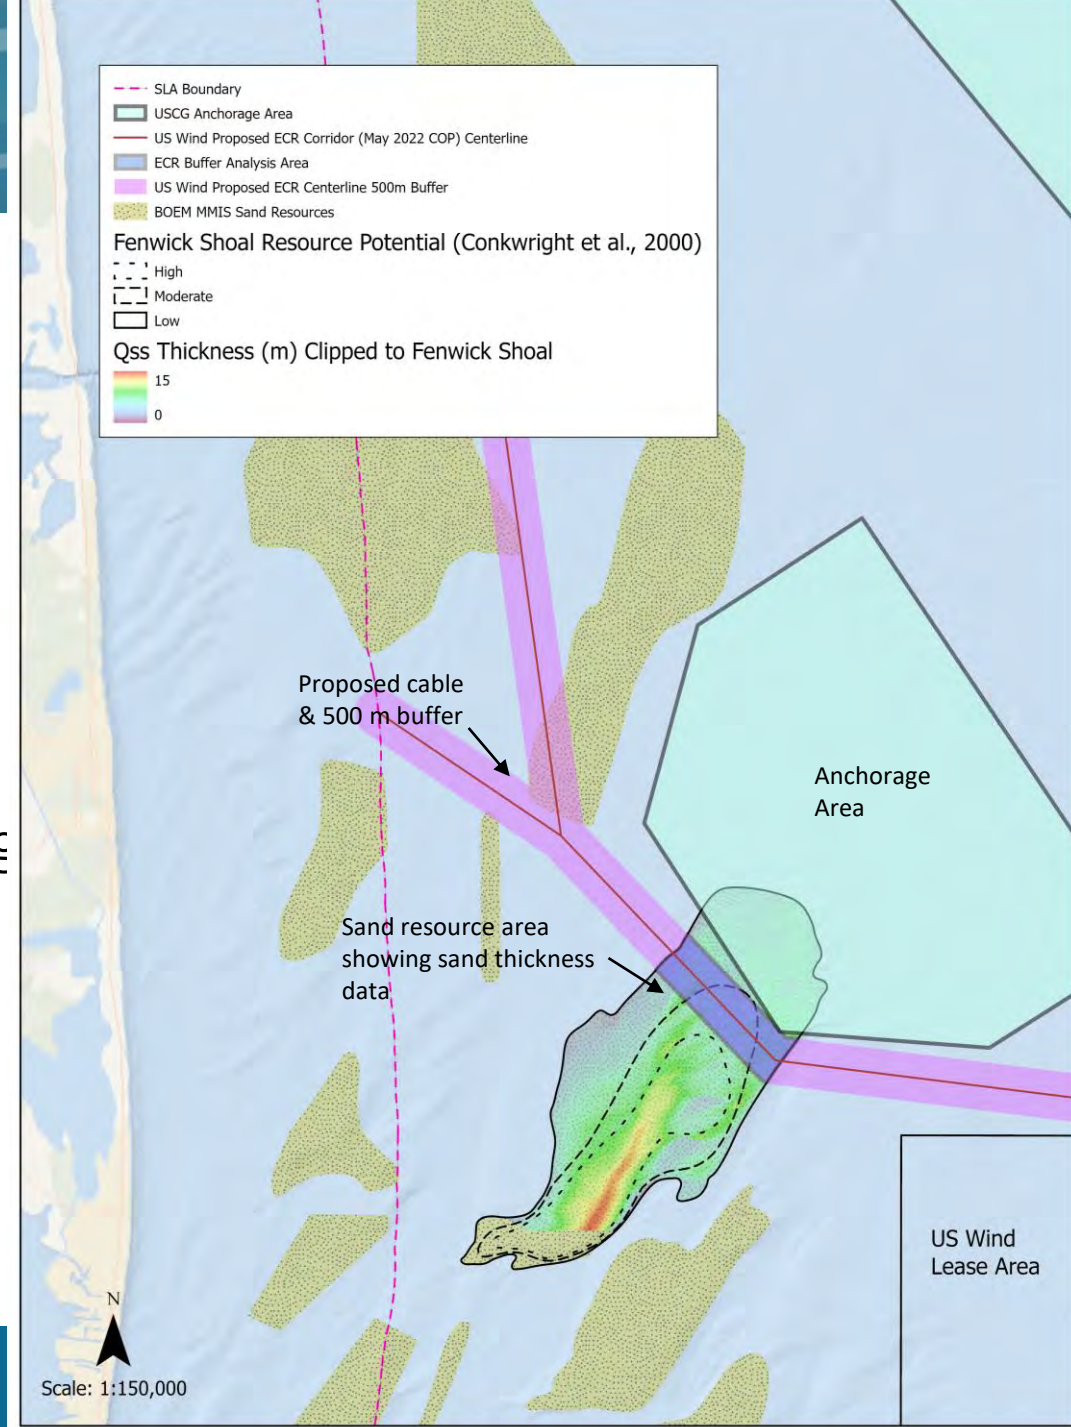 SLA Boundary
USCG Anchorage Area
US Wind Proposed ECR Corridor (May 2022 COP) Centerline
ECR Buffer Analysis Area
US Wind Proposed ECR Centerline 500m Buffer
BOEM MMIS Sand Resources
Fenwick Shoal Resource Potential (Conkwright et al., 2000)
High
Moderate
Low
Qss Thickness (m) Clipped to Fenwick Shoal
15
0
Proposed cable
& 500 m buffer
Anchorage
Area
Sand resource area
showing sand thickness
data
US Wind
Lease Area
N
Scale: 1:150,000